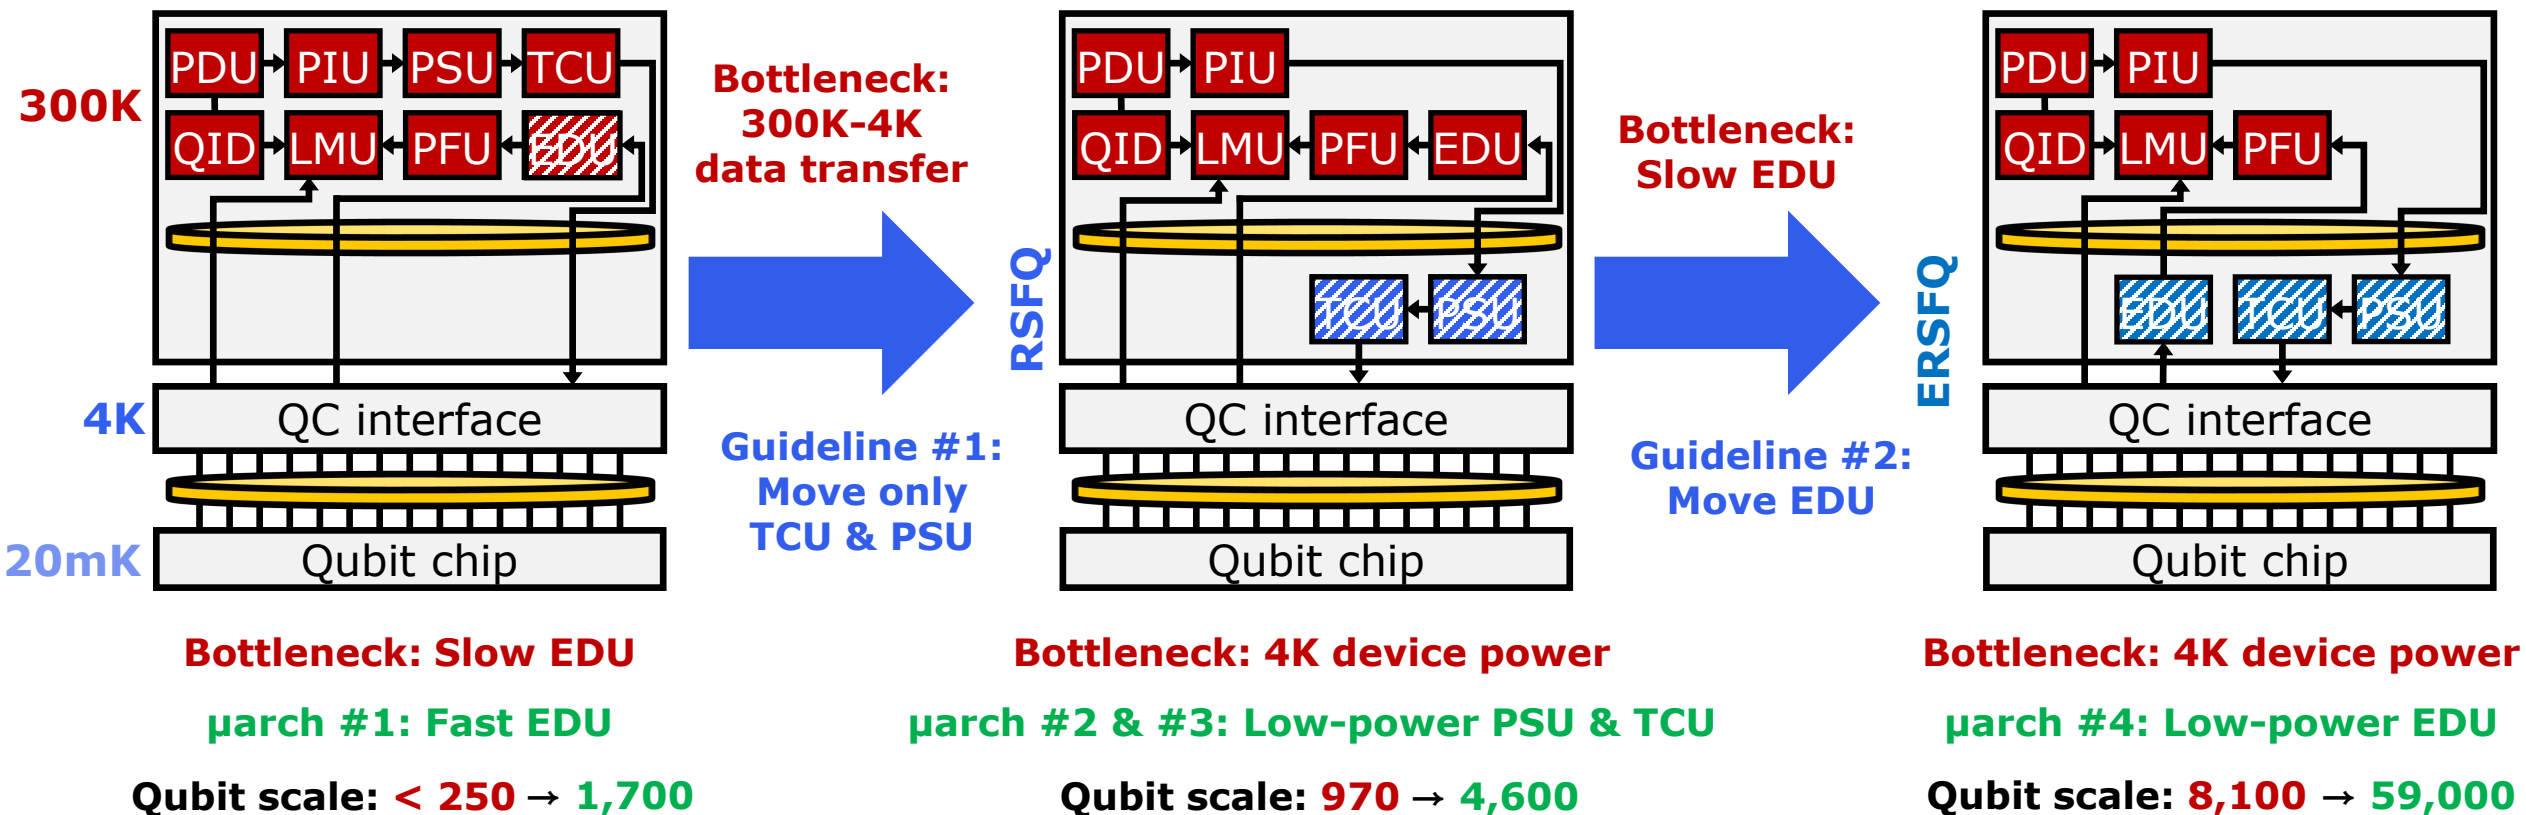 300K
PDU
PIU
PSU
TCU
QID
LMU
PFU
EDU
4K
QC interface
20mK
Qubit chip
Bottleneck: Slow EDU
µarch #1: Fast EDU
Qubit scale: < 250 → 1,700
Bottleneck:
300K-4K
data transfer
Guideline #1:
Move only
TCU & PSU
RSFQ
PDU
PIU
QID
LMU
PFU
EDU
TCU
PSU
QC interface
Qubit chip
Bottleneck: 4K device power
µarch #2 & #3: Low-power PSU & TCU
Qubit scale: 970 → 4,600
Bottleneck:
Slow EDU
Guideline #2:
Move EDU
ERSFQ
PDU
PIU
QID
LMU
PFU
EDU
TCU
PSU
QC interface
Qubit chip
Bottleneck: 4K device power
µarch #4: Low-power EDU
Qubit scale: 8,100 → 59,000